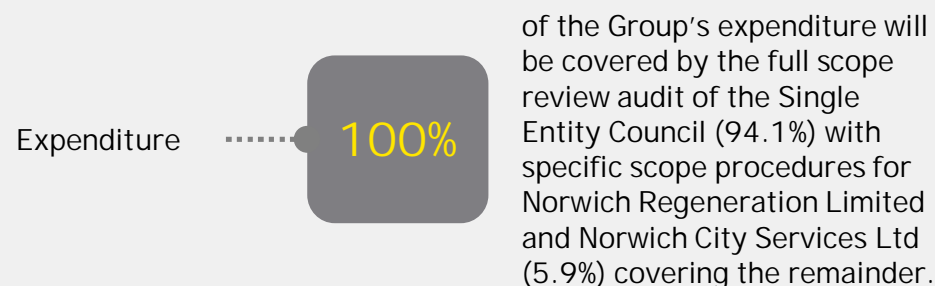 Expenditure
100%
of the Group's expenditure will
be covered by the full scope
review audit of the Single
Entity Council (94.1%) with
specific scope procedures for
Norwich Regeneration Limited
and Norwich City Services Ltd
(5.9%) covering the remainder.